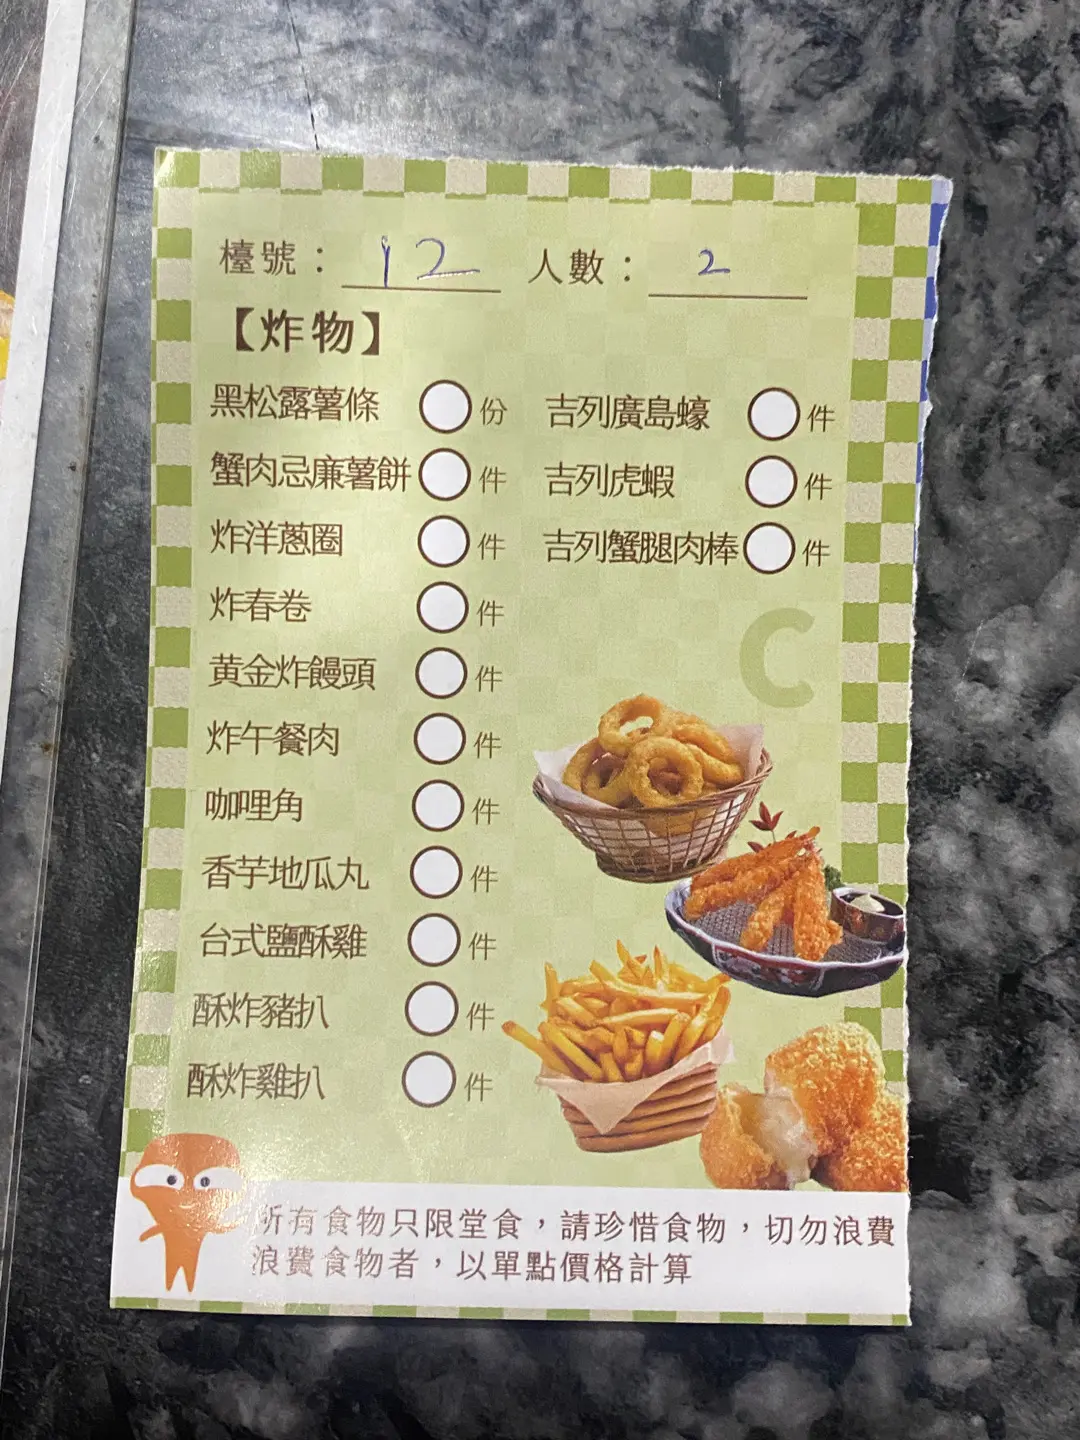 檯號：12 人數：2
【炸物】
黑松露薯條 份 吉列廣島蠔 件
蟹肉忌廉薯餅 件 吉列虎蝦 件
炸洋蔥圈 件 吉列蟹腿肉棒 件
炸春卷 件
黄金炸饅頭 件
炸午餐肉 件
咖哩角 件
香芋地瓜丸 件
台式鹽酥雞 件
酥炸豬扒 件
酥炸雞扒 件
C
所有食物只限堂食，請珍惜食物，切勿浪費
浪費食物者，以單點價格計算